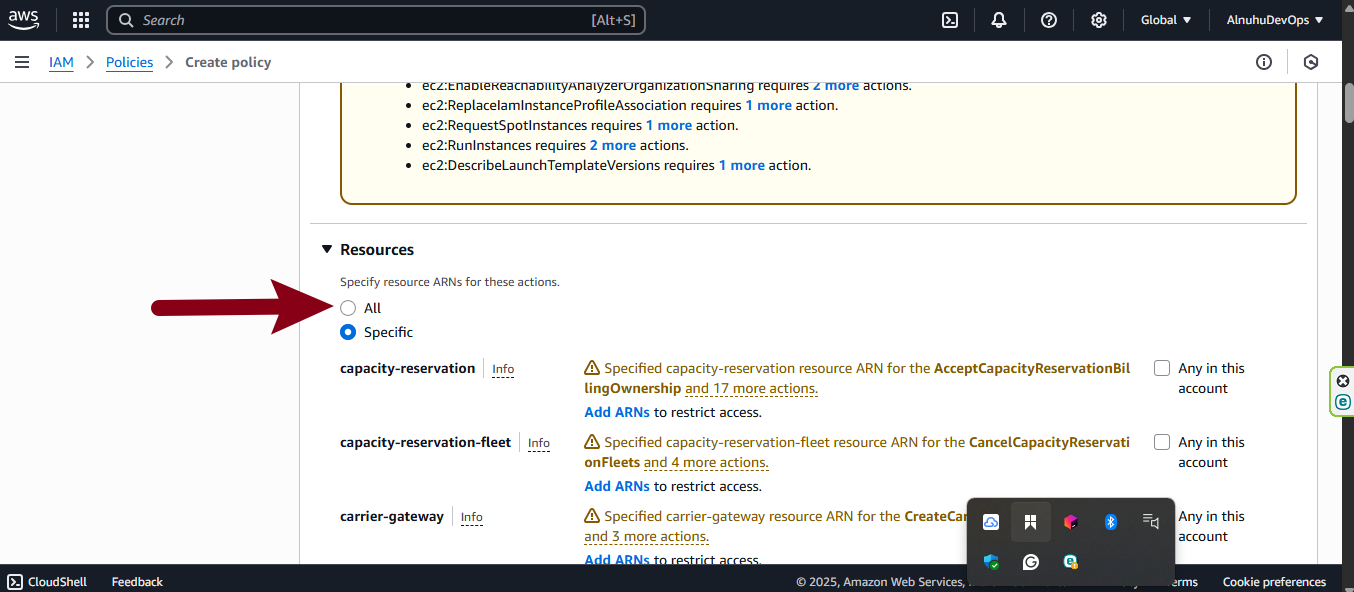 aws
Search [Alt+S] Global AlnuhuDevOps
IAM Policies Create policy
ec2:EnableReachabilityAnalyzerOrganizationSharing requires 2 more actions.
ec2:ReplaceIamInstanceProfileAssociation requires 1 more action.
ec2:RequestSpotInstances requires 1 more action.
ec2:RunInstances requires 2 more actions.
ec2:DescribeLaunchTemplateVersions requires 1 more action.
Resources
Specify resource ARNs for these actions.
All
Specific
capacity-reservation Info
Specified capacity-reservation resource ARN for the AcceptCapacityReservationBil
lingOwnership and 17 more actions.
Add ARNs to restrict access.
Any in this
account
capacity-reservation-fleet Info
Specified capacity-reservation-fleet resource ARN for the CancelCapacityReservati
onFleets and 4 more actions.
Add ARNs to restrict access.
Any in this
account
carrier-gateway Info
Specified carrier-gateway resource ARN for the CreateCar
and 3 more actions.
Add ARNs to restrict access.
Any in this
account
CloudShell Feedback © 2025, Amazon Web Services, Cookie preferences